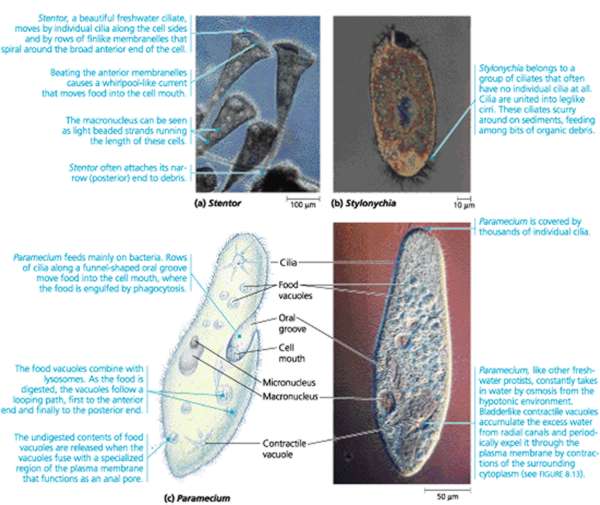 Stentor, a beautiful freshwater ciliate,
moves by individual cilia along the cell sides
and by rows of finlike membranelles that
spiral around the broad anterior end of the cell.
Beating the anterior membranelles
causes a whirlpool-like current
that moves food into the cell mouth.
The macronucleus can be seen
as light beaded strands running
the length of these cells.
Stentor often attaches its nar-
row (posterior) end to debris.
(a) Stentor
100 µm
(b) Stylonychia
10 µm
Stylonychia belongs to a
group of ciliates that often
have no individual cilia at all.
Cilia are united into leglike
cirri. These ciliates scurry
around on sediments, feeding
among bits of organic debris.
Paramecium feeds mainly on bacteria. Rows
of cilia along a funnel-shaped oral groove
move food into the cell mouth, where
the food is engulfed by phagocytosis.
The food vacuoles combine with
lysosomes. As the food is
digested, the vacuoles follow a
looping path, first to the anterior
end and finally to the posterior end.
The undigested contents of food
vacuoles are released when the
vacuoles fuse with a specialized
region of the plasma membrane
that functions as an anal pore.
Cilia
Food
vacuoles
Oral
groove
Cell
mouth
Micronucleus
Macronucleus
Contractile
vacuole
(c) Paramecium
50 µm
Paramecium is covered by
thousands of individual cilia.
Paramecium, like other fresh-
water protists, constantly takes
in water by osmosis from the
hypotonic environment.
Bladderlike contractile vacuoles
accumulate the excess water
from radial canals and period-
ically expel it through the
plasma membrane by contrac-
tions of the surrounding
cytoplasm (see FIGURE 8.13).